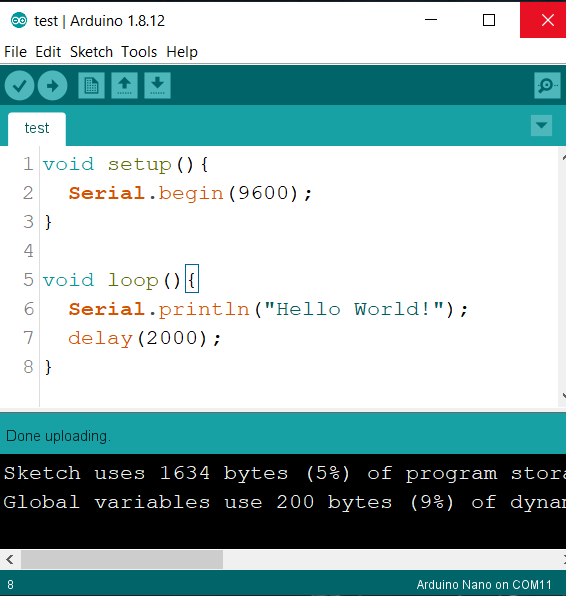 test | Arduino 1.8.12
File Edit Sketch Tools Help
test
1 void setup(){
2 Serial.begin(9600);
3 }
4
5 void loop(){
6 Serial.println("Hello World!");
7 delay(2000);
8 }
Done uploading.
Sketch uses 1634 bytes (5%) of program stora
Global variables use 200 bytes (9%) of dynam
8 Arduino Nano on COM11